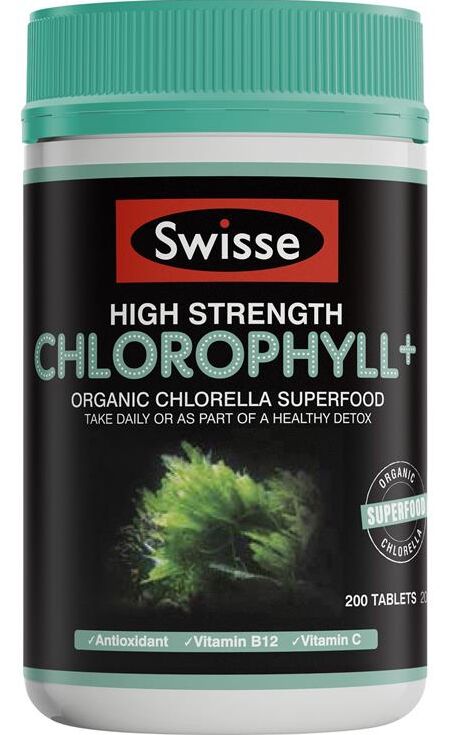 Swisse
HIGH STRENGTH
CHLOROPHYLL+
ORGANIC CHLORELLA SUPERFOOD
TAKE DAILY OR AS PART OF A HEALTHY DETOX
ORGANIC
SUPERFOOD
CHLORELLA
200 TABLETS
✓Antioxidant ✓Vitamin B12 ✓Vitamin C